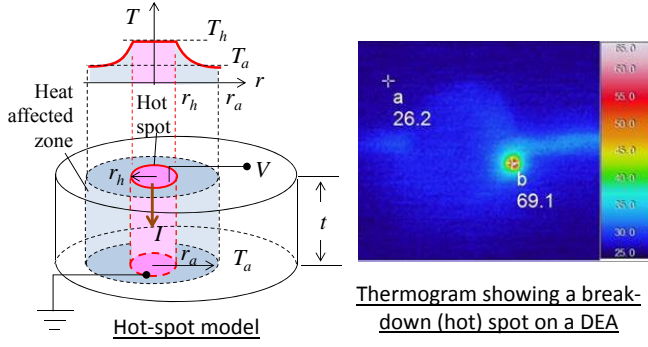 T
T_h
T_a
r
Heat affected zone
Hot spot
r_h
r_a
V
r_h
I
t
r_a
T_a
Hot-spot model
a
26.2
b
69.1
65.0
60.0
55.0
50.0
45.0
40.0
35.0
30.0
25.0
Thermogram showing a break-
down (hot) spot on a DEA